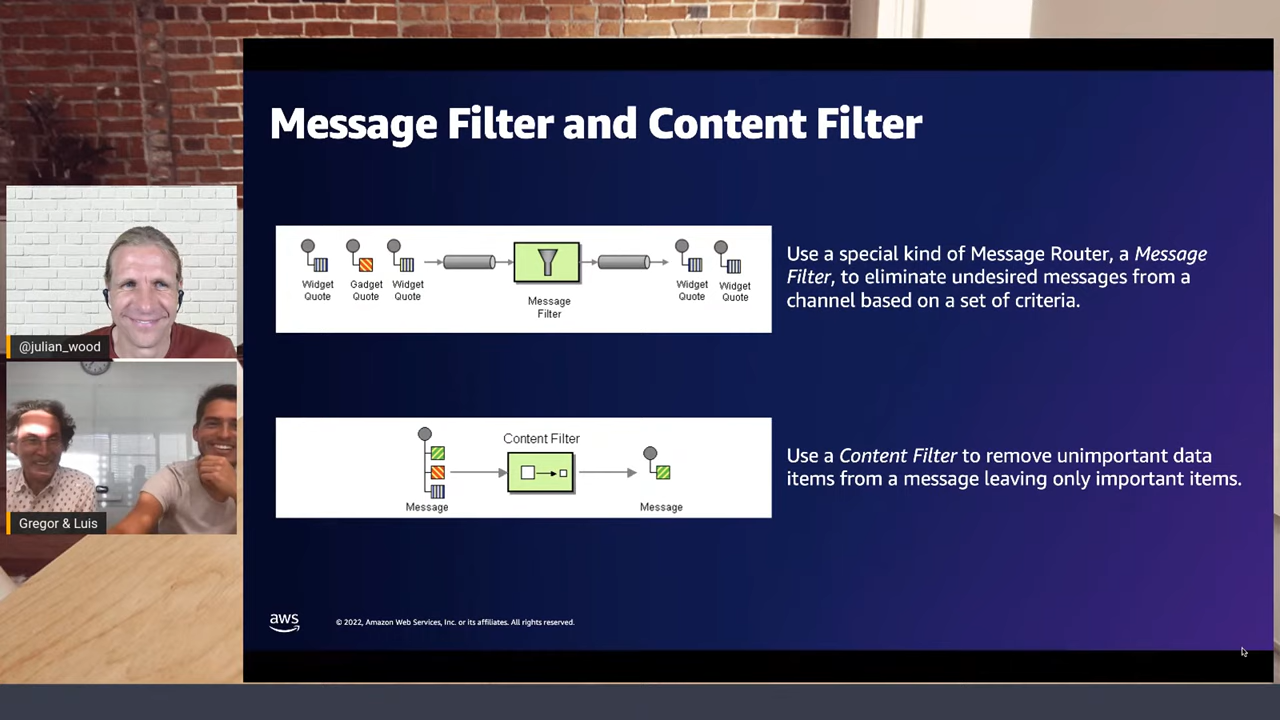 Message Filter and Content Filter
Widget
Quote
Gadget
Quote
Widget
Quote
Message
Filter
Widget
Quote
Widget
Quote
Use a special kind of Message Router, a Message
Filter, to eliminate undesired messages from a
channel based on a set of criteria.
@julian_wood
Content Filter
Message
Message
Use a Content Filter to remove unimportant data
items from a message leaving only important items.
Gregor & Luis
aws
© 2022, Amazon Web Services, Inc. or its affiliates. All rights reserved.